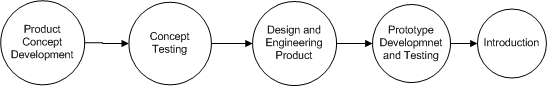 Product
Concept
Development
Concept
Testing
Design and
Engineering
Product
Prototype
Developmnet
and Testing
Introduction